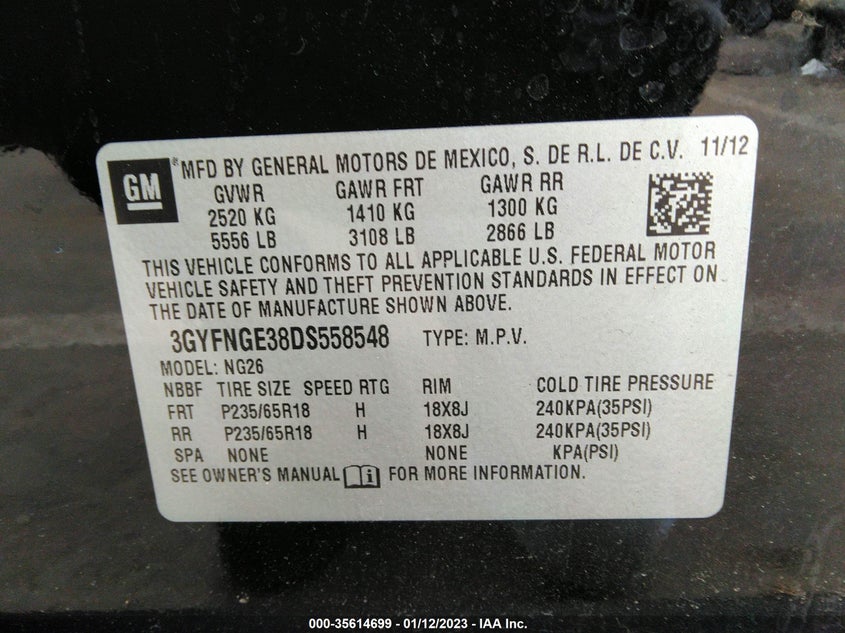 GM ® MFD BY GENERAL MOTORS DE MEXICO, S. DE R.L. DE C.V. 11/12
GVWR GAWR FRT GAWR RR
2520 KG 1410 KG 1300 KG
5556 LB 3108 LB 2866 LB
THIS VEHICLE CONFORMS TO ALL APPLICABLE U.S. FEDERAL MOTOR
VEHICLE SAFETY AND THEFT PREVENTION STANDARDS IN EFFECT ON
THE DATE OF MANUFACTURE SHOWN ABOVE.
3GYFNGE38DS558548 TYPE: M.P.V.
MODEL: NG26
NBBF TIRE SIZE SPEED RTG RIM COLD TIRE PRESSURE
FRT P235/65R18 H 18X8J 240KPA(35PSI)
RR P235/65R18 H 18X8J 240KPA(35PSI)
SPA NONE NONE KPA(PSI)
SEE OWNER'S MANUAL FOR MORE INFORMATION.
000-35614699 - 01/12/2023 - IAA Inc.